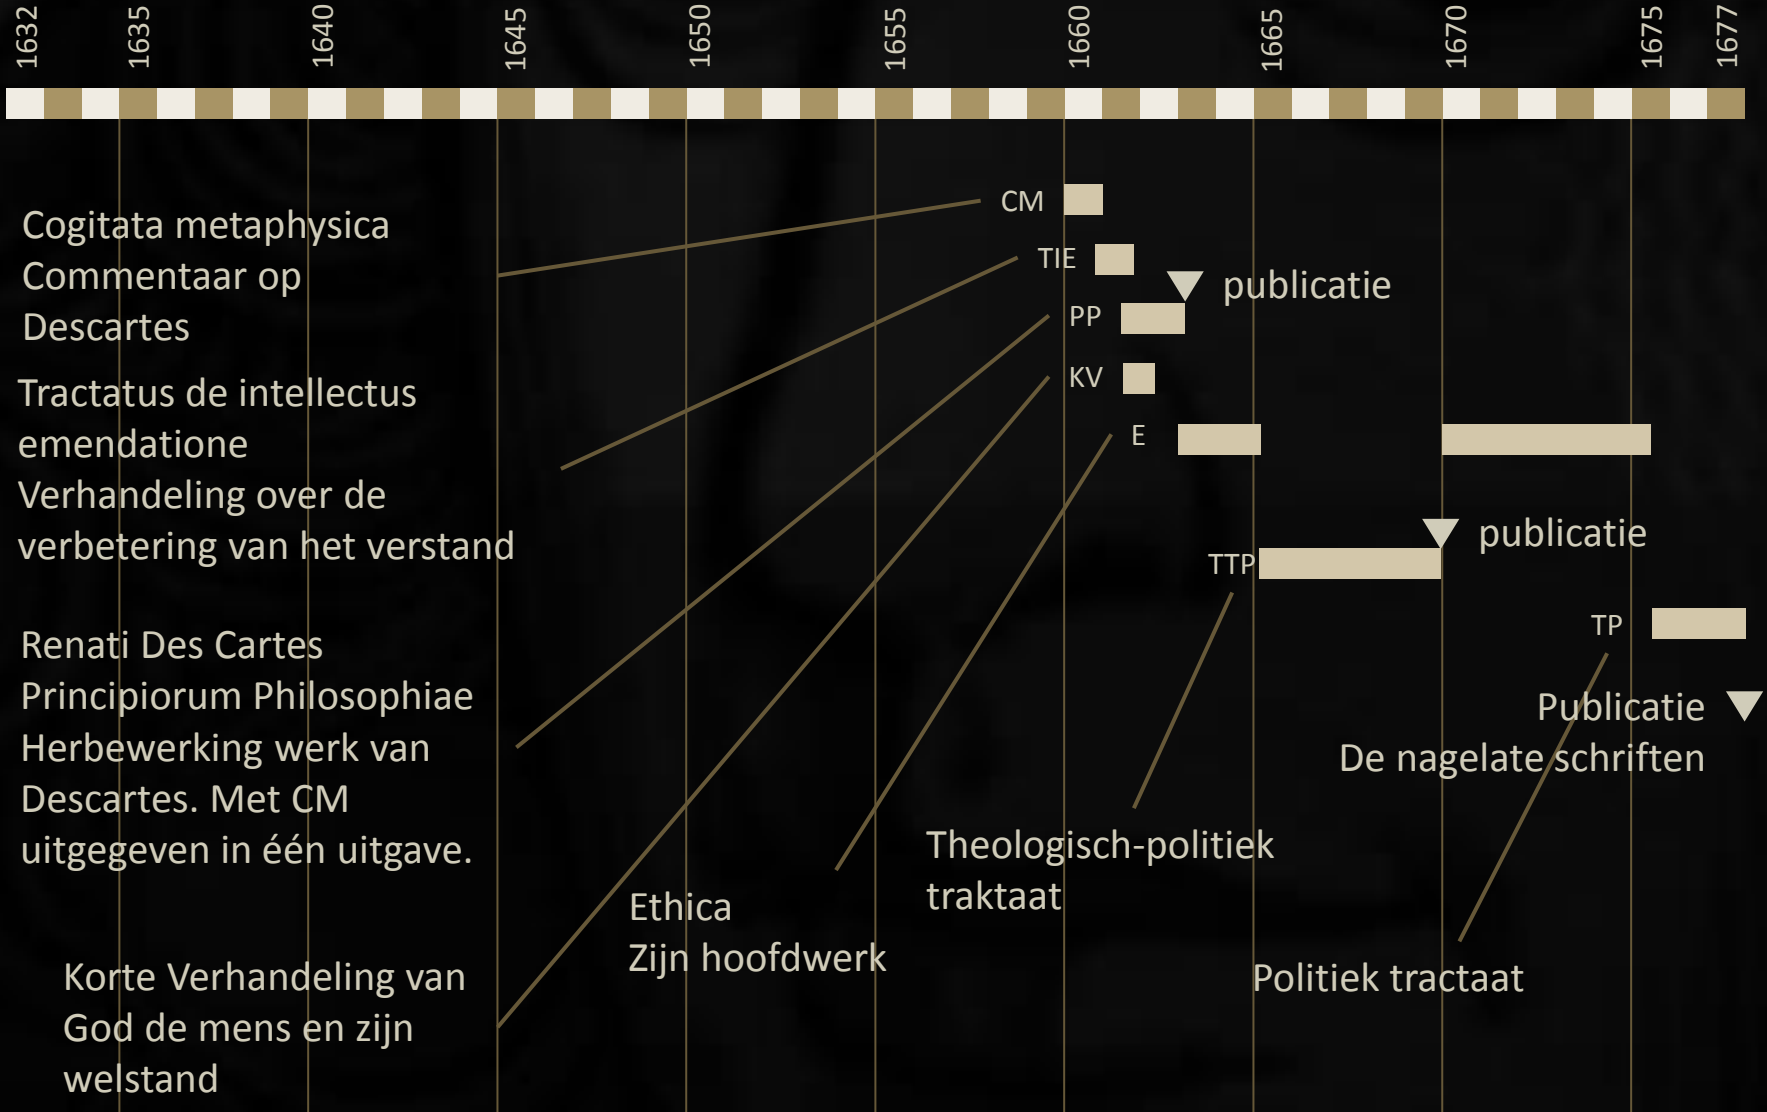 1632
1635
1640
1645
1650
1655
1660
1665
1670
1675
1677
CM
Cogitata metaphysica
Commentaar op
Descartes
TIE
publicatie
PP
KV
Tractatus de intellectus
emendatione
Verhandeling over de
verbetering van het verstand
E
publicatie
TTP
TP
Renati Des Cartes
Principiorum Philosophiae
Herbewerking werk van
Descartes. Met CM
uitgegeven in één uitgave.
Publicatie
De nagelate schriften
Theologisch-politiek
traktaat
Ethica
Zijn hoofdwerk
Politiek tractaat
Korte Verhandeling van
God de mens en zijn
welstand